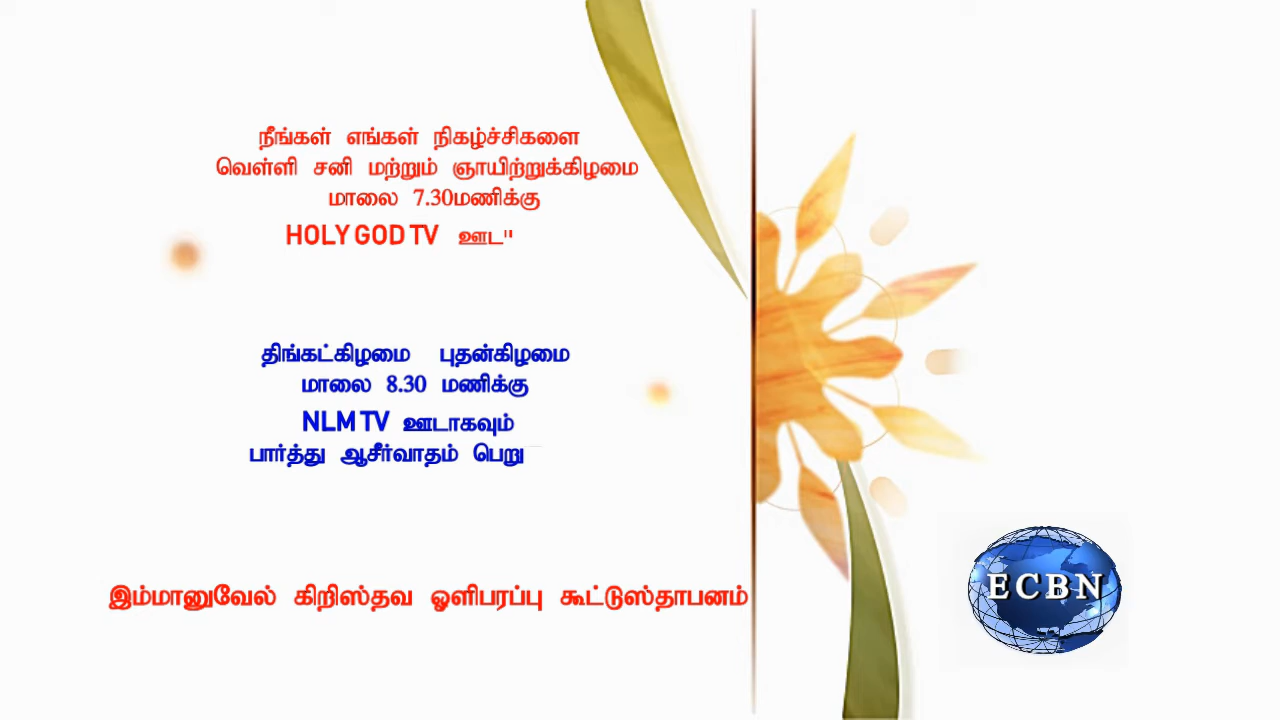 நீங்கள் எங்கள் நிகழ்ச்சிகளை
வெள்ளி சனி மற்றும் ஞாயிற்றுக்கிழமை
மாலை 7.30மணிக்கு
HOLY GOD TV ஊட"
திங்கட்கிழமை புதன்கிழமை
மாலை 8.30 மணிக்கு
NLM TV ஊடாகவும்
பார்த்து ஆசீர்வாதம் பெறு
இம்மானுவேல் கிறிஸ்தவ ஓளிபரப்பு கூட்டுஸ்தாபனம்
ECBN